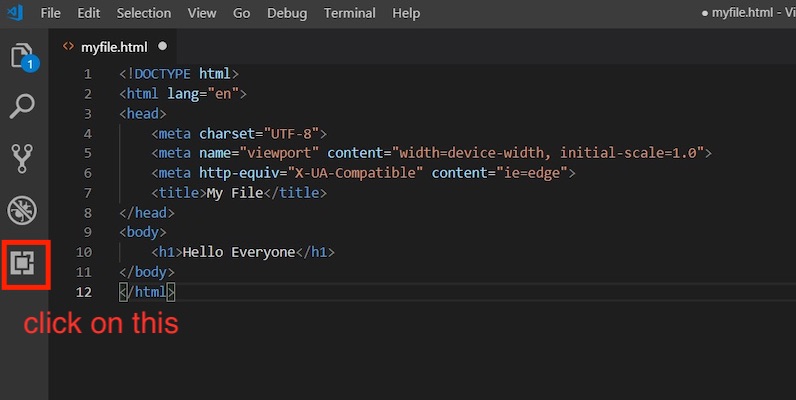 File Edit Selection View Go Debug Terminal Help ● myfile.html - Vi
<> myfile.html ●
1
1 <!DOCTYPE html>
2 <html lang="en">
3 <head>
4     <meta charset="UTF-8">
5     <meta name="viewport" content="width=device-width, initial-scale=1.0">
6     <meta http-equiv="X-UA-Compatible" content="ie=edge">
7     <title>My File</title>
8 </head>
9 <body>
10     <h1>Hello Everyone</h1>
11 </body>
12 </html>
click on this